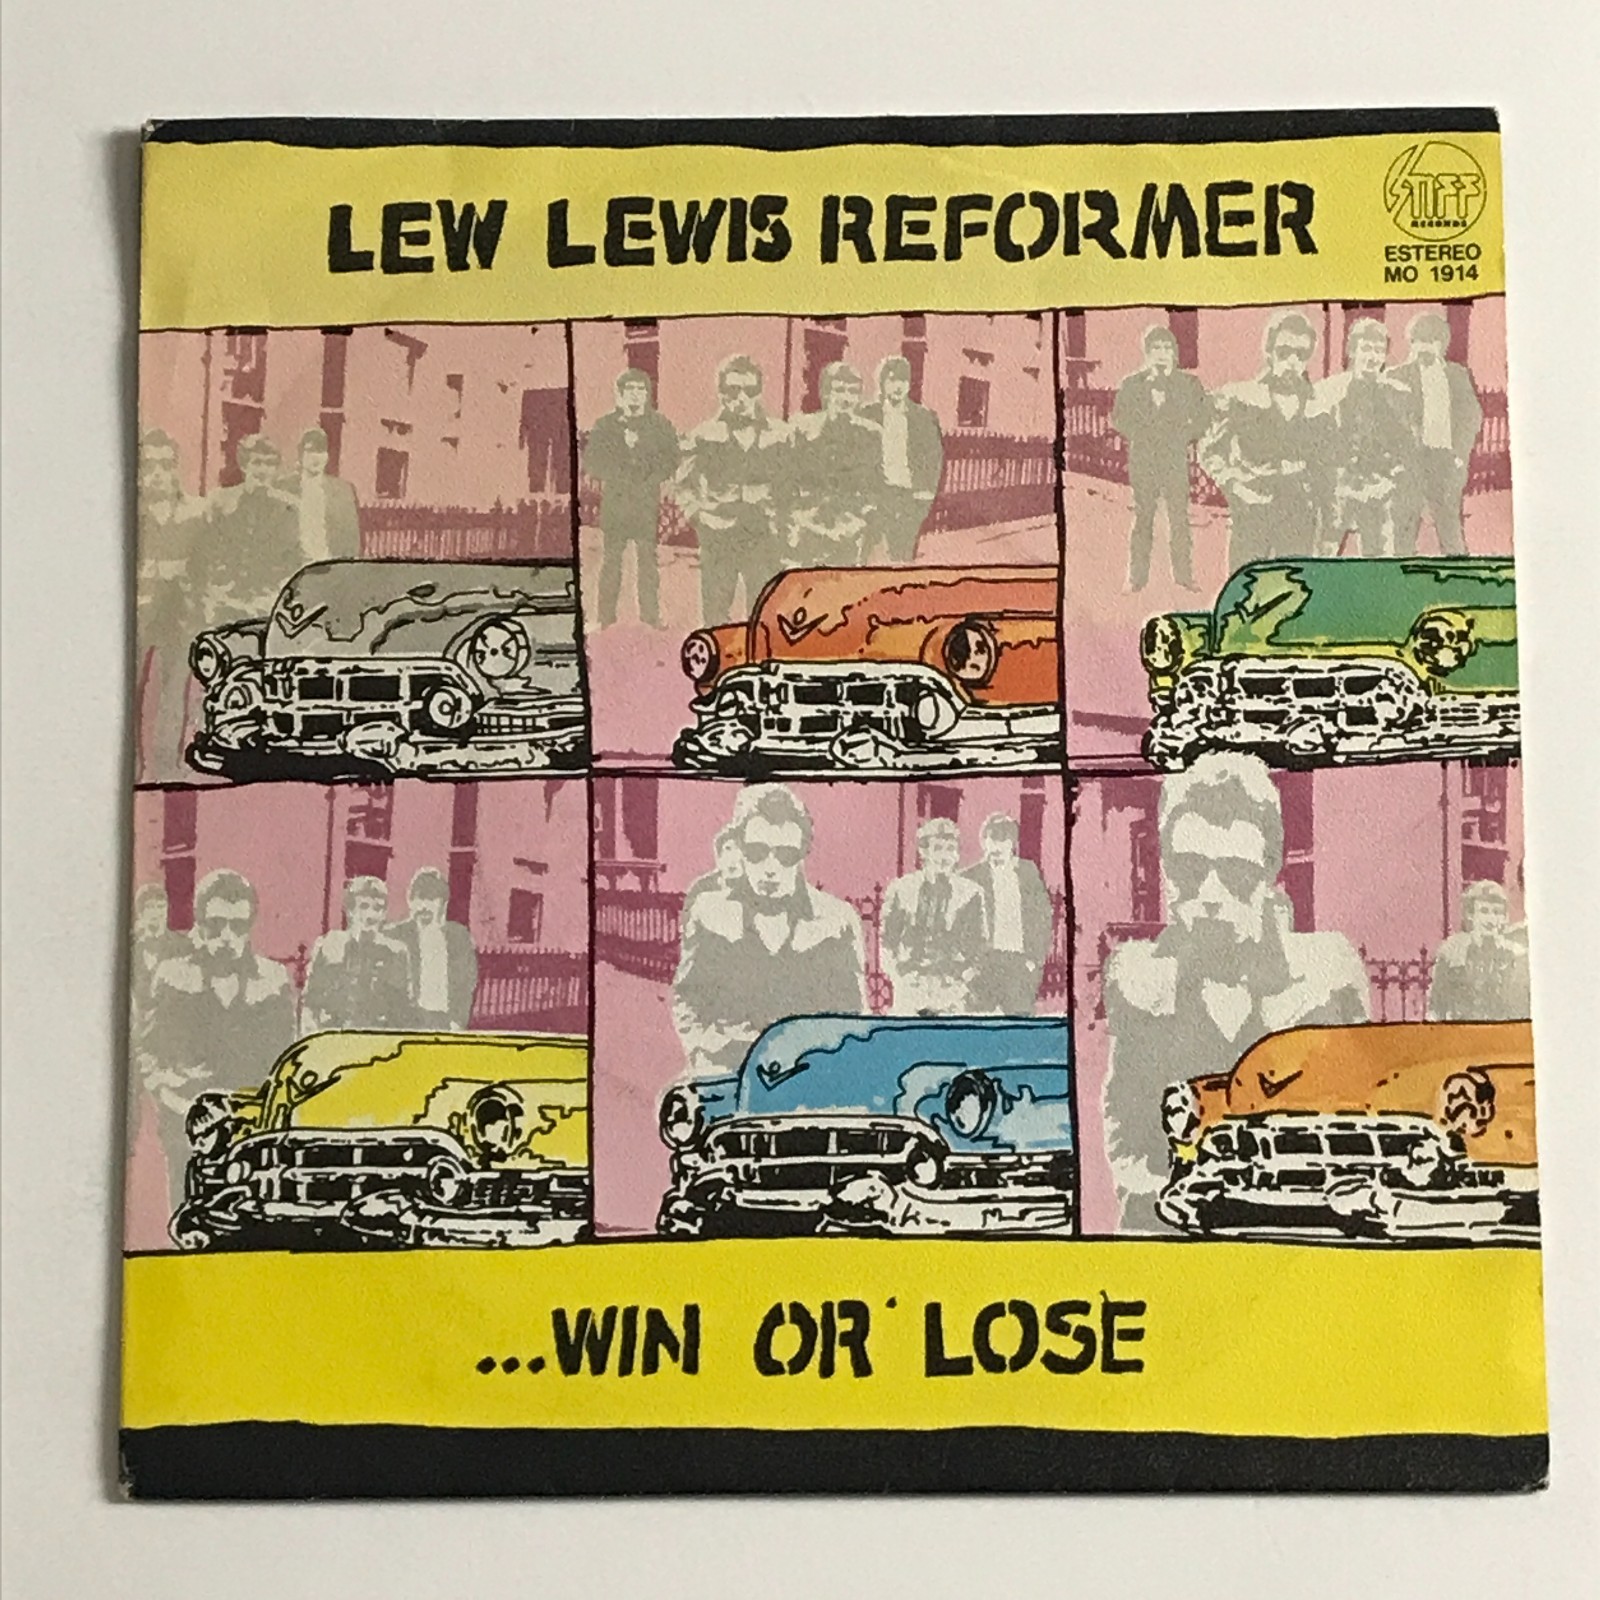 LEW LEWIS REFORMER
STIFF
RECORDS
ESTEREO
MO 1914
...WIN OR LOSE